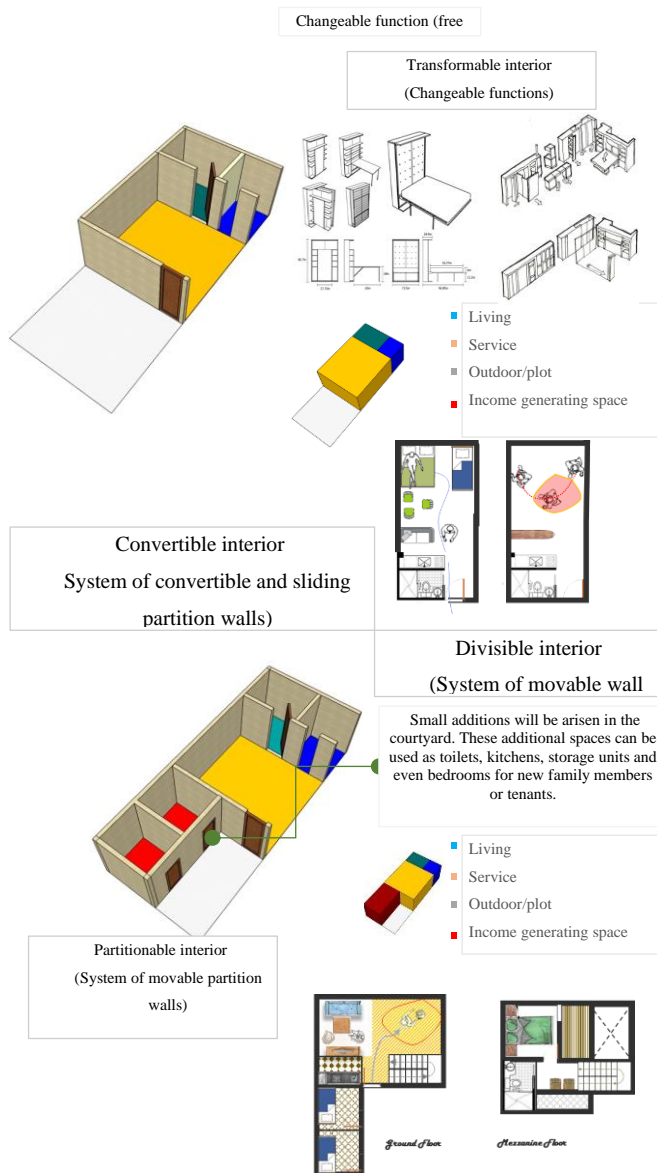 Changeable function (free
Transformable interior
(Changeable functions)
Living
Service
Outdoor/plot
Income generating space
Convertible interior
System of convertible and sliding
partition walls)
Divisible interior
(System of movable wall
Small additions will be arisen in the
courtyard. These additional spaces can be
used as toilets, kitchens, storage units and
even bedrooms for new family members
or tenants.
Living
Service
Outdoor/plot
Income generating space
Partitionable interior
(System of movable partition
walls)
Ground Floor
Mezzanine Floor